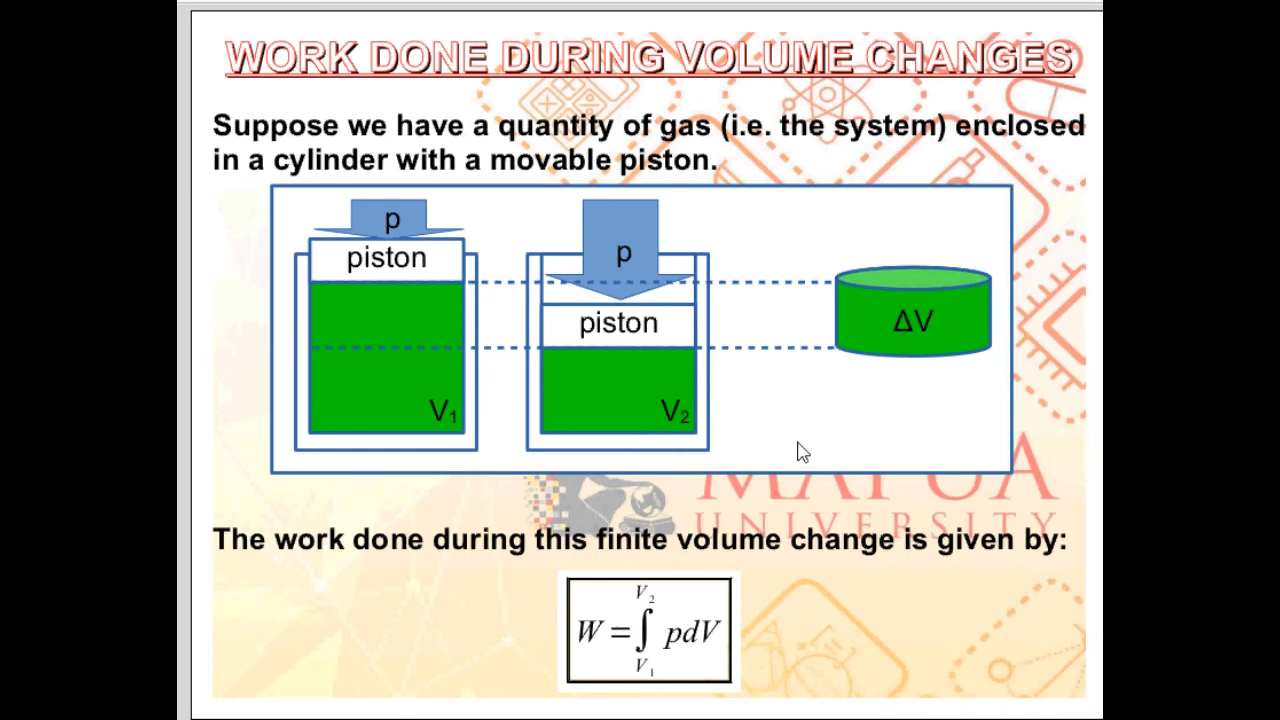 WORK DONE DURING VOLUME CHANGES
Suppose we have a quantity of gas (i.e. the system) enclosed
in a cylinder with a movable piston.
p
piston
V₁
p
piston
V₂
ΔV
MAPUA
UNIVERSITY
The work done during this finite volume change is given by:
W = ∫_{V₁}^{V₂} pdV